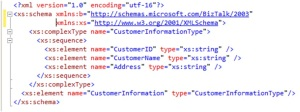 <?xml version="1.0" encoding="utf-16"?>
<xs:schema xmlns:b="http://schemas.microsoft.com/BizTalk/2003"
xmlns:xs="http://www.w3.org/2001/XMLSchema">
<xs:complexType name="CustomerInformationType">
<xs:sequence>
<xs:element name="CustomerID" type="xs:string" />
<xs:element name="CustomerName" type="xs:string" />
<xs:element name="Address" type="xs:string" />
</xs:sequence>
</xs:complexType>
<xs:element name="CustomerInformation" type="CustomerInformationType" />
</xs:schema>